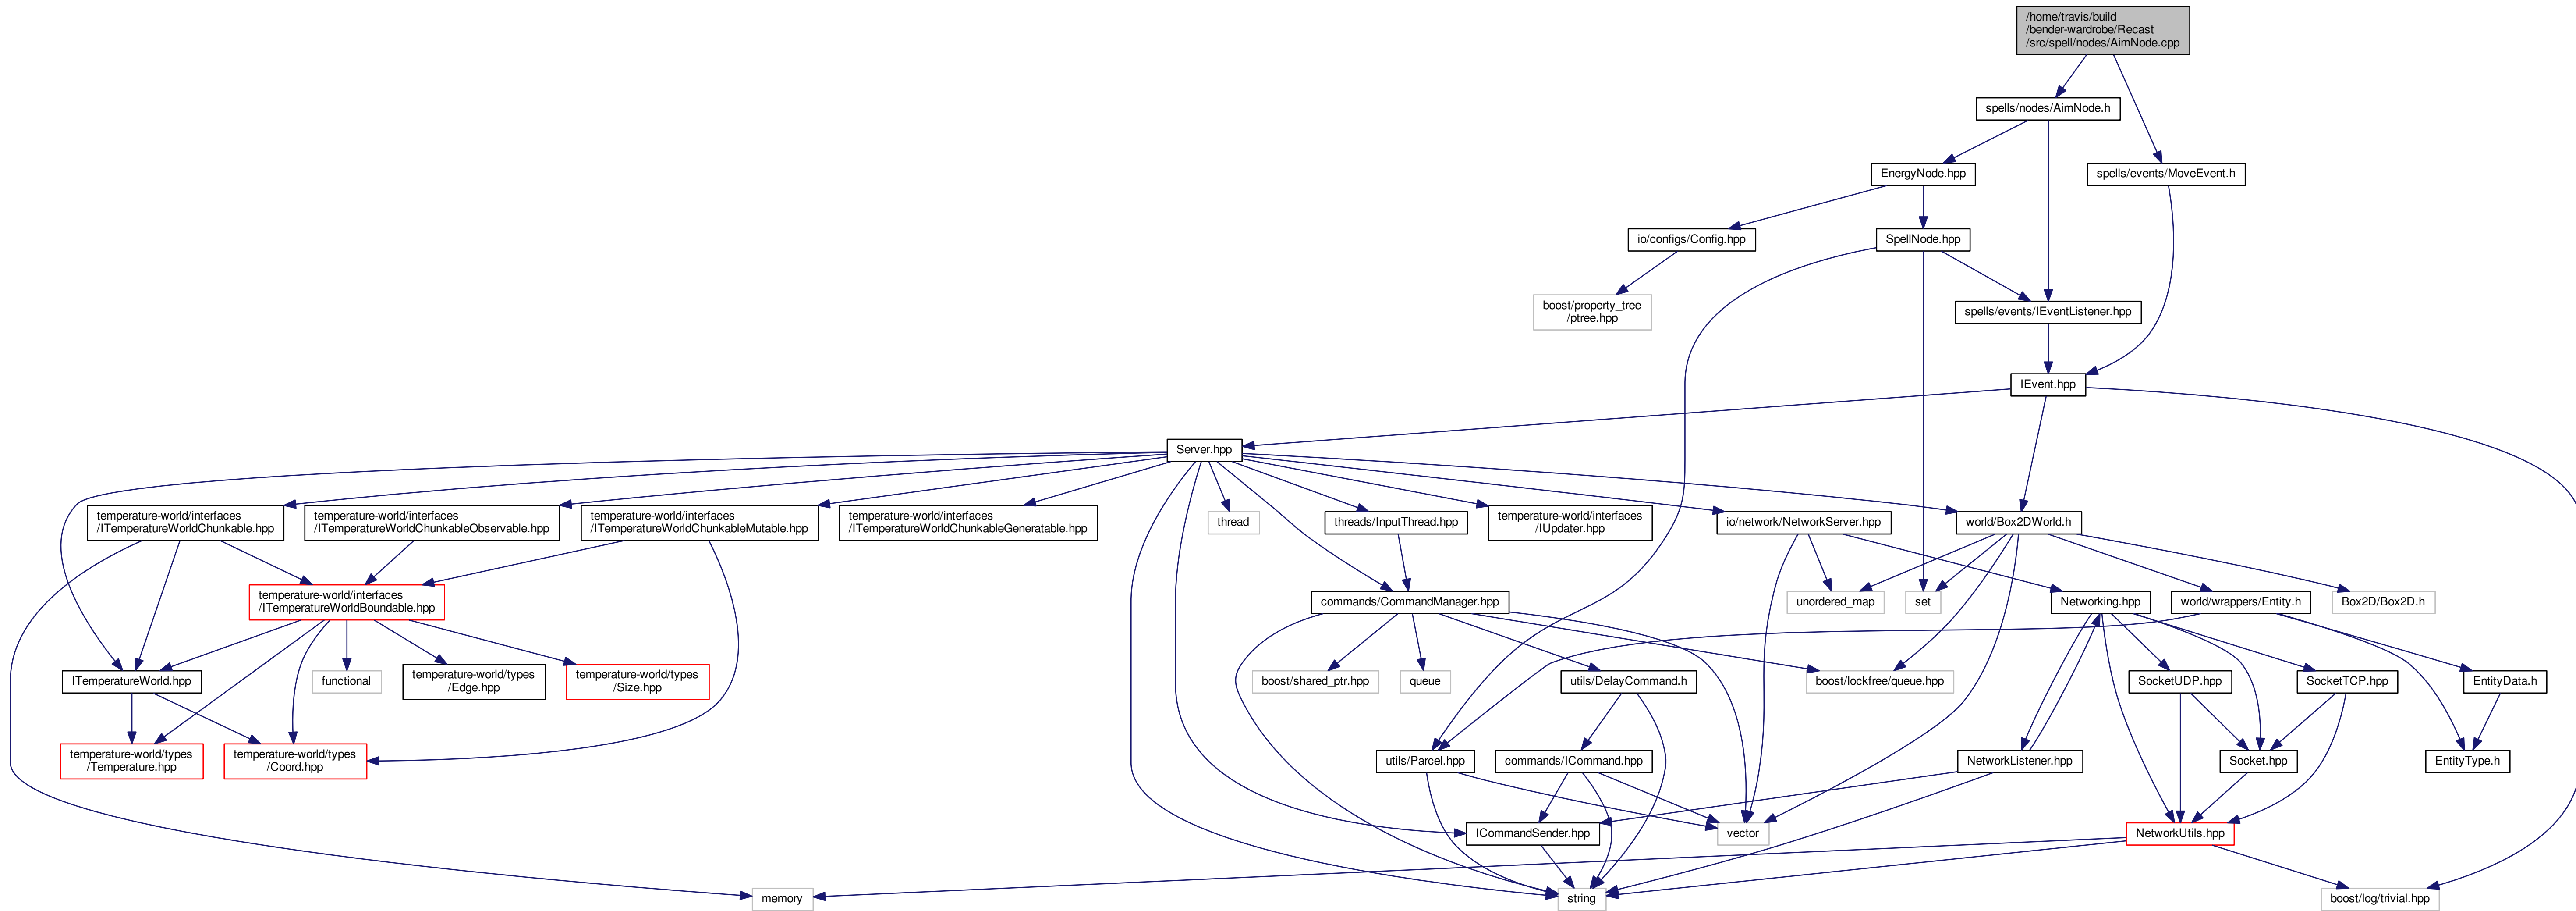 /home/travis/build
/bender-wardrobe/Recast
/src/spell/nodes/AimNode.cpp
spells/nodes/AimNode.h
EnergyNode.hpp
spells/events/MoveEvent.h
io/configs/Config.hpp
SpellNode.hpp
boost/property_tree
/ptree.hpp
spells/events/IEventListener.hpp
IEvent.hpp
Server.hpp
temperature-world/interfaces
/ITemperatureWorldChunkable.hpp
temperature-world/interfaces
/ITemperatureWorldChunkableObservable.hpp
temperature-world/interfaces
/ITemperatureWorldChunkableMutable.hpp
temperature-world/interfaces
/ITemperatureWorldChunkableGeneratable.hpp
thread
threads/InputThread.hpp
temperature-world/interfaces
/IUpdater.hpp
io/network/NetworkServer.hpp
world/Box2DWorld.h
temperature-world/interfaces
/ITemperatureWorldBoundable.hpp
commands/CommandManager.hpp
unordered_map
set
Networking.hpp
world/wrappers/Entity.h
Box2D/Box2D.h
ITemperatureWorld.hpp
functional
temperature-world/types
/Edge.hpp
temperature-world/types
/Size.hpp
boost/shared_ptr.hpp
queue
utils/DelayCommand.h
boost/lockfree/queue.hpp
SocketUDP.hpp
SocketTCP.hpp
EntityData.h
temperature-world/types
/Temperature.hpp
temperature-world/types
/Coord.hpp
utils/Parcel.hpp
commands/ICommand.hpp
NetworkListener.hpp
Socket.hpp
EntityType.h
ICommandSender.hpp
vector
NetworkUtils.hpp
memory
string
boost/log/trivial.hpp